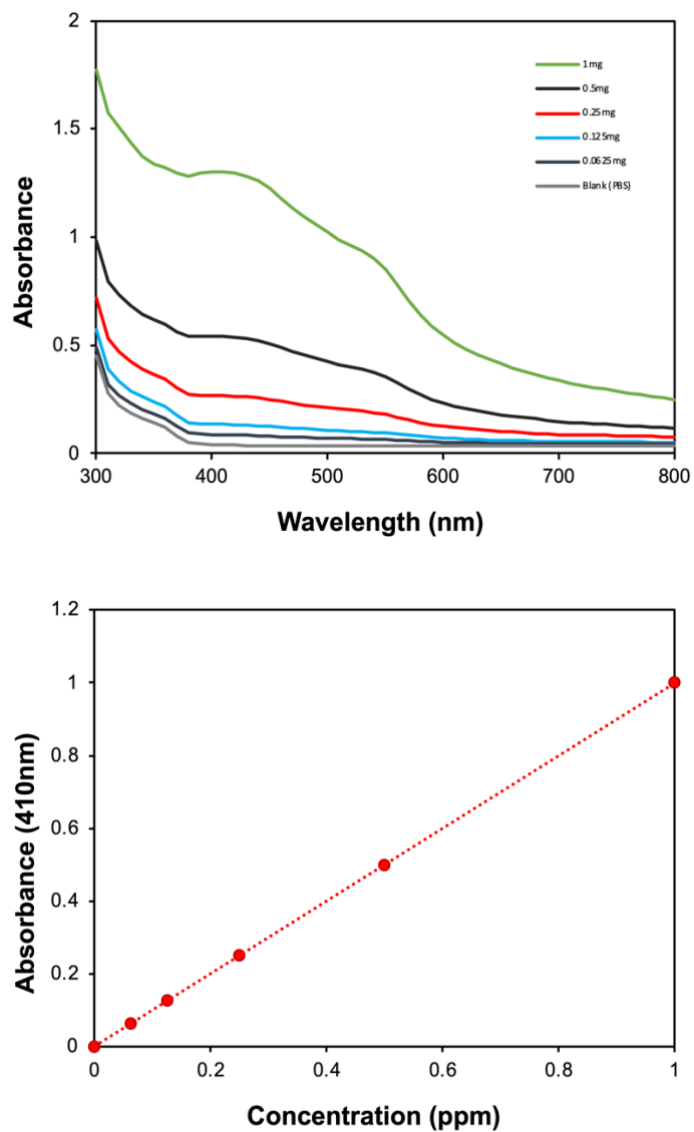 2
1.5
1
0.5
0
Absorbance
1mg
0.5mg
0.25mg
0.125mg
0.0625mg
Blank (PBS)
300 400 500 600 700 800
Wavelength (nm)
1.2
1
0.8
0.6
0.4
0.2
0
Absorbance (410nm)
0 0.2 0.4 0.6 0.8 1
Concentration (ppm)